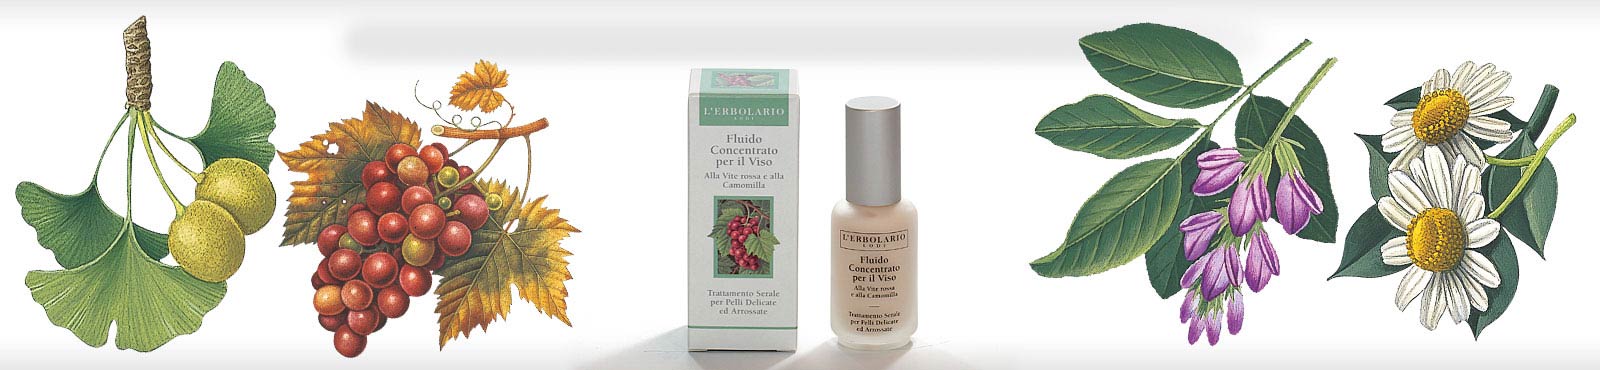 L'ERBOLARIO
LODI
Fluido
Concentrato
per il Viso
Alla Vite rossa e alla
Camomilla
Trattamento Serale
per Pelli Delicate
ed Arrossate
L'ERBOLARIO
LODI
Fluido
Concentrato
per il Viso
Alla Vite rossa
e alla Camomilla
Trattamento Serale
per Pelli Delicate
ed Arrossate